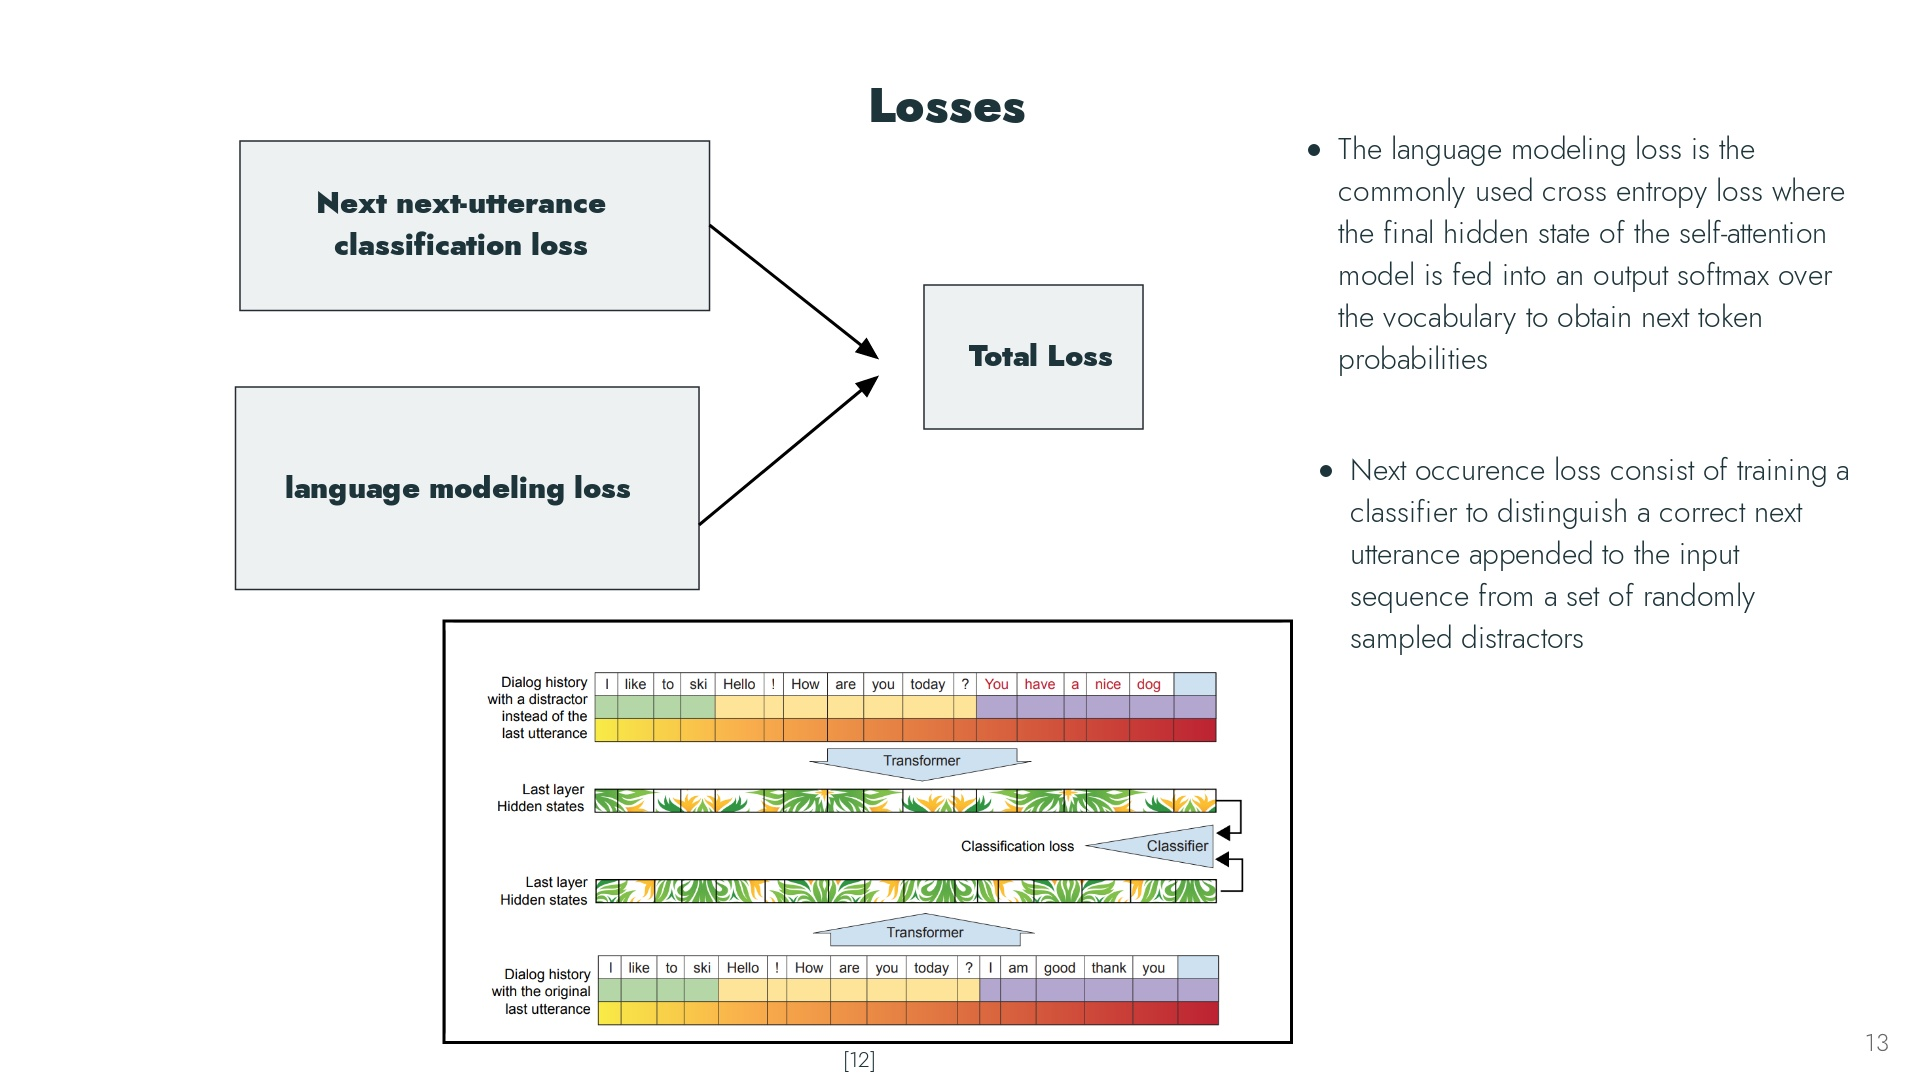 Losses
Next next-utterance
classification loss
language modeling loss
Total Loss
● The language modeling loss is the
commonly used cross entropy loss where
the final hidden state of the self-attention
model is fed into an output softmax over
the vocabulary to obtain next token
probabilities
● Next occurence loss consist of training a
classifier to distinguish a correct next
utterance appended to the input
sequence from a set of randomly
sampled distractors
Dialog history
with a distractor
instead of the
last utterance
I like to ski Hello ! How are you today ? You have a nice dog
Transformer
Last layer
Hidden states
Classification loss
Classifier
Last layer
Hidden states
Transformer
Dialog history
with the original
last utterance
I like to ski Hello ! How are you today ? I am good thank you
[12]
13